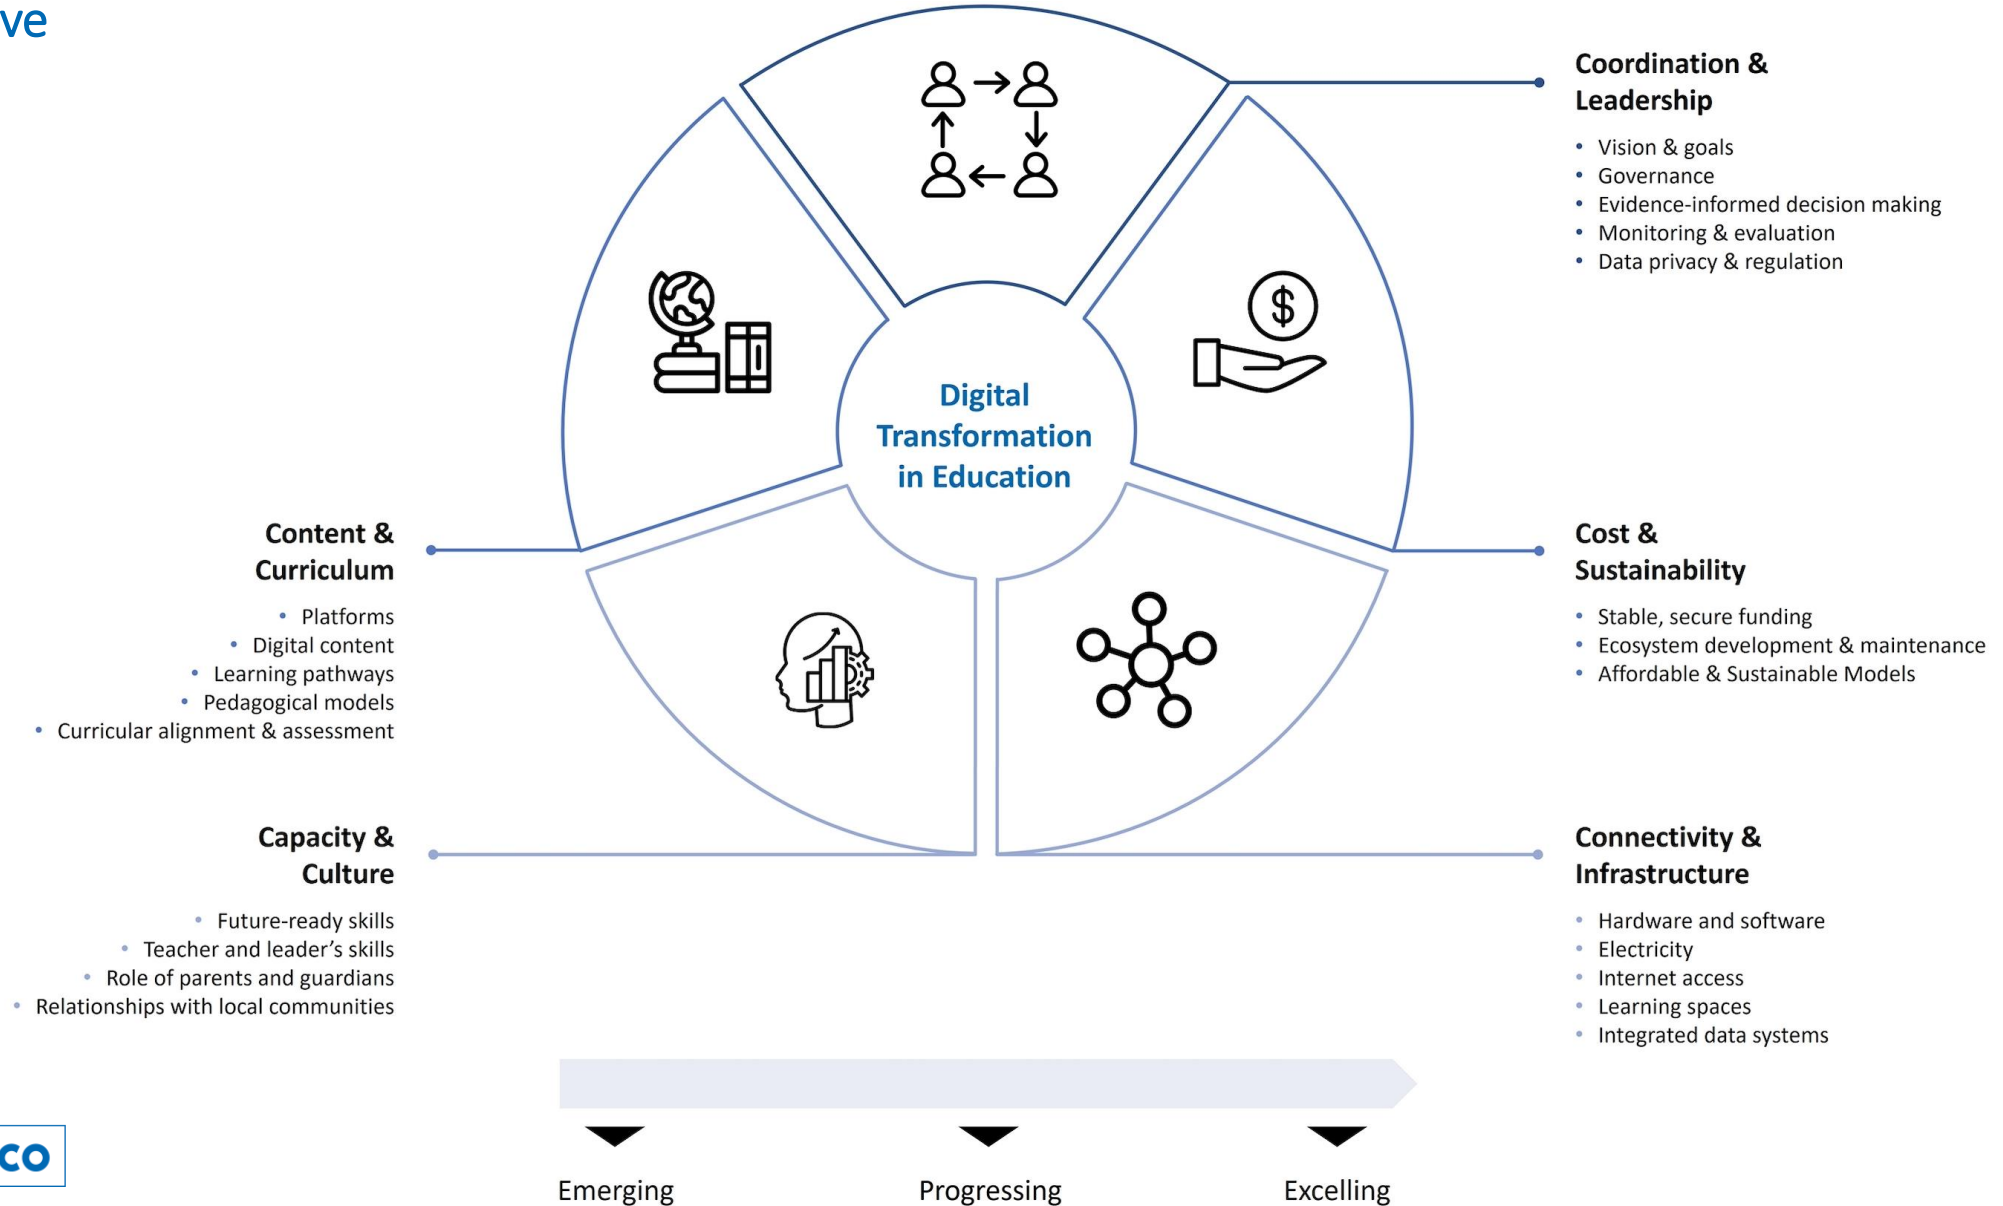 ve
Coordination &
Leadership
• Vision & goals
• Governance
• Evidence-informed decision making
• Monitoring & evaluation
• Data privacy & regulation
$
Digital
Transformation
in Education
Content &
Curriculum
• Platforms
• Digital content
• Learning pathways
• Pedagogical models
• Curricular alignment & assessment
Cost &
Sustainability
• Stable, secure funding
• Ecosystem development & maintenance
• Affordable & Sustainable Models
Capacity &
Culture
• Future-ready skills
• Teacher and leader’s skills
• Role of parents and guardians
• Relationships with local communities
Connectivity &
Infrastructure
• Hardware and software
• Electricity
• Internet access
• Learning spaces
• Integrated data systems
co
Emerging
Progressing
Excelling